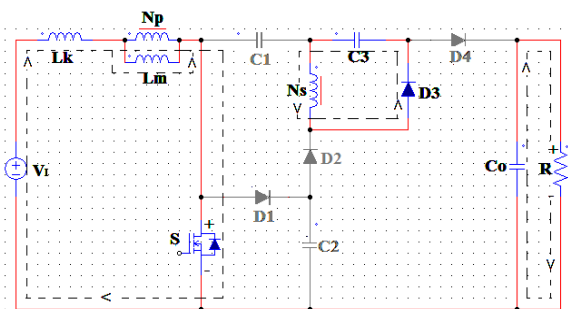 Np
Lk
Lm
C1
C3
D4
Ns
D3
VI
D2
Co
R
+
D1
S
+
-
C2